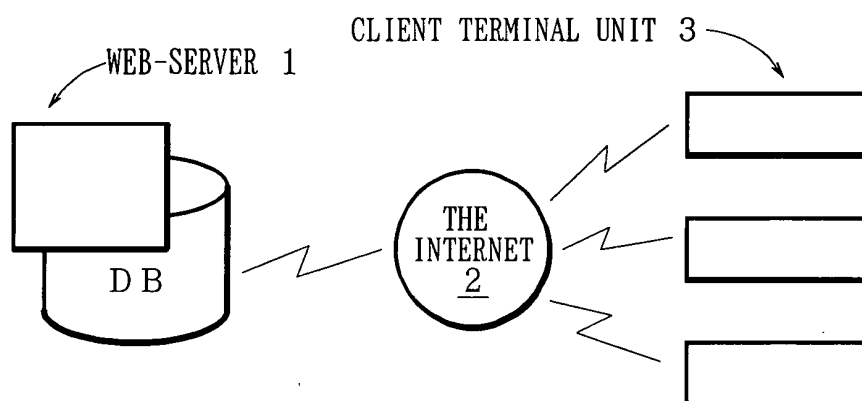 CLIENT TERMINAL UNIT 3
WEB-SERVER 1
THE
INTERNET
2
DB